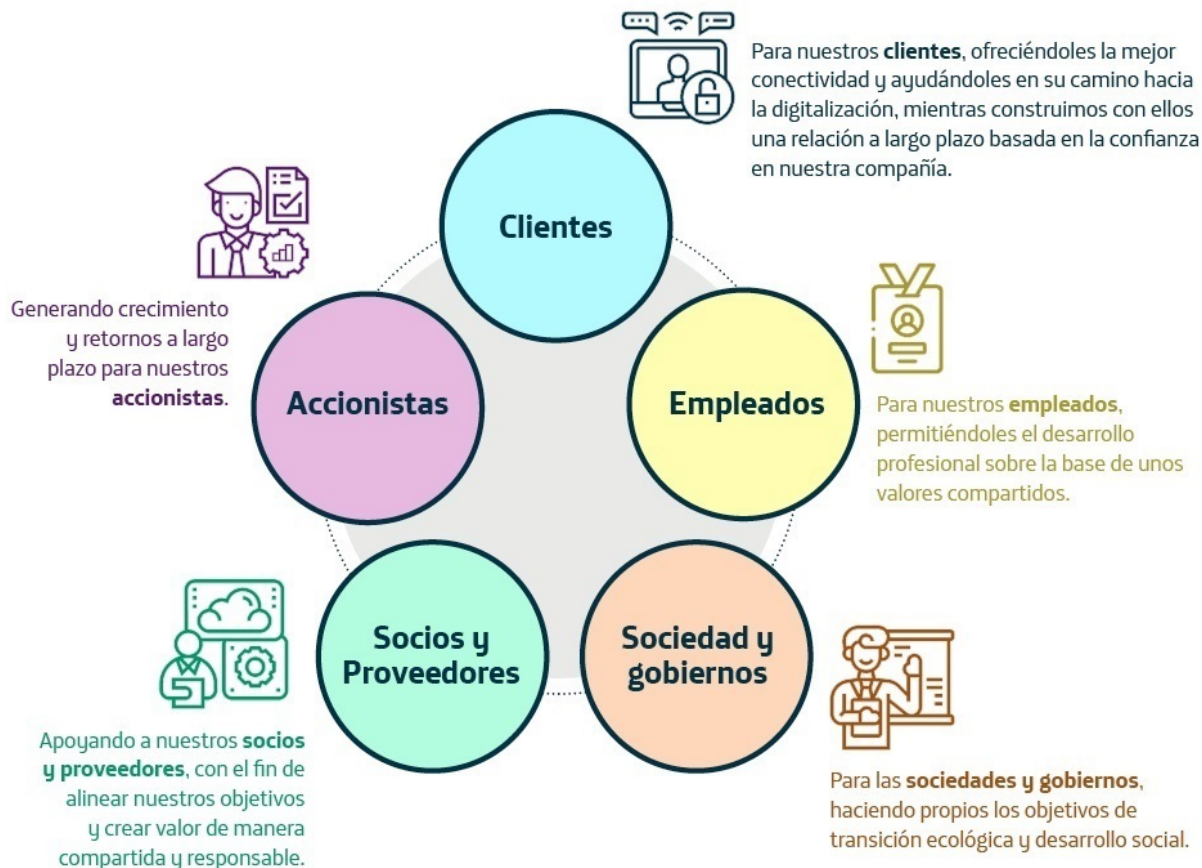 Para nuestros clientes, ofreciéndoles la mejor
conectividad y ayudándoles en su camino hacia
la digitalización, mientras construimos con ellos
una relación a largo plazo basada en la confianza
en nuestra compañía.
Clientes
Generando crecimiento
y retornos a largo
plazo para nuestros
accionistas.
Accionistas
Empleados
Para nuestros empleados,
permitiéndoles el desarrollo
profesional sobre la base de unos
valores compartidos.
Socios y
Proveedores
Sociedad y
gobiernos
Apoyando a nuestros socios
y proveedores, con el fin de
alinear nuestros objetivos
y crear valor de manera
compartida y responsable.
Para las sociedades y gobiernos,
haciendo propios los objetivos de
transición ecológica y desarrollo social.